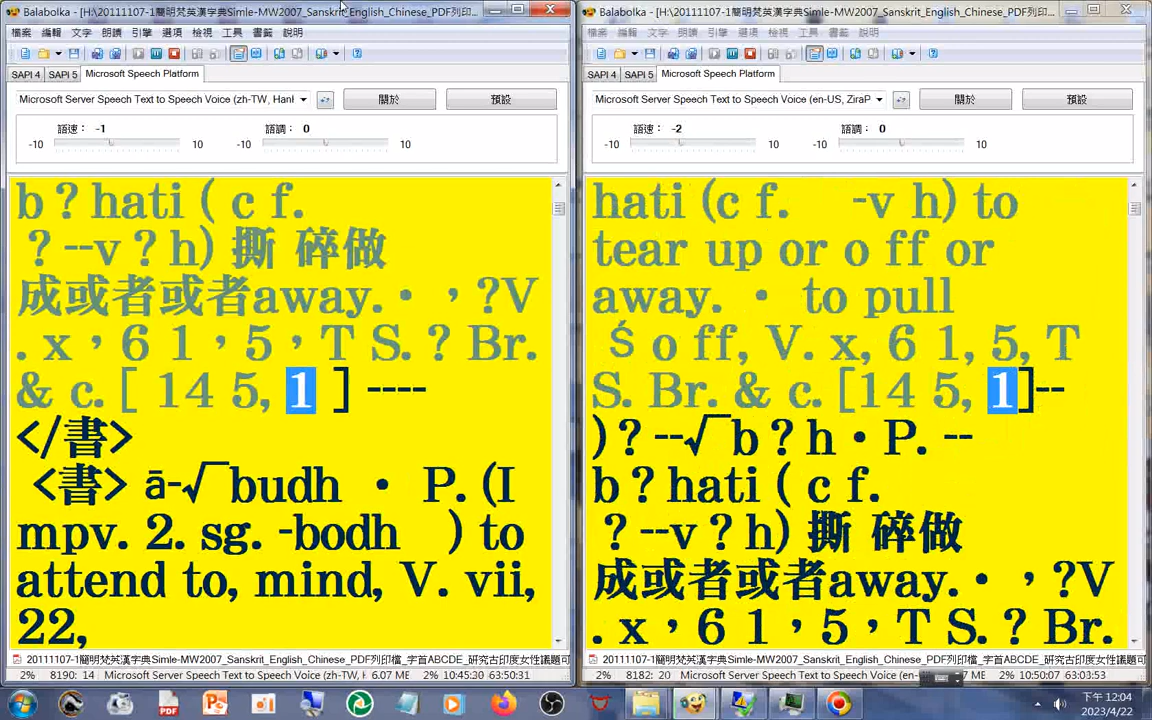 Balabolka - [H:\20111107-1簡明梵英漢字典Simle-MW2007_Sanskrit_English_Chinese_PDF列印...
檔案 編輯 文字 朗讀 引擎 選項 檢視 工具 書籤 說明
SAPI 4 SAPI 5 Microsoft Speech Platform
Microsoft Server Speech Text to Speech Voice (zh-TW, Hanl
關於 預設
語速: -1 語調: 0
-10 10 -10 10
b ? hati ( c f.
? --v ? h) 撕 碎做
成或者或者away.‧ ,?V
. x,6 1,5,T S. ? Br.
& c. [ 14 5, 1 ] ----
</書>
<書> ā-√budh ‧ P. (I
mpv. 2. sg. -bodh ) to
attend to, mind, V. vii,
22,
20111107-1簡明梵英漢字典Simle-MW2007_Sanskrit_English_Chinese_PDF列印檔_字首ABCDE_研究古印度女性議題可
2% 8190: 14 Microsoft Server Speech Text to Speech Voice (zh-TW, H 6.07 ME 2% 10:45:30 63:50:31
Balabolka - [H:\20111107-1簡明梵英漢字典Simle-MW2007_Sanskrit_English_Chinese_PDF列印...
檔案 編輯 文字 朗讀 引擎 選項 檢視 工具 書籤 說明
SAPI 4 SAPI 5 Microsoft Speech Platform
Microsoft Server Speech Text to Speech Voice (en-US, ZiraP
關於 預設
語速: -2 語調: 0
-10 10 -10 10
hati (c f. -v h) to
tear up or o ff or
away. ‧ to pull
Ś o ff, V. x, 6 1, 5, T
S. Br. & c. [14 5, 1]--
)? --√b ? h‧P. --
b ? hati ( c f.
? --v ? h) 撕 碎做
成或者或者away.‧ ,?V
. x,6 1,5,T S. ? Br.
20111107-1簡明梵英漢字典Simle-MW2007_Sanskrit_English_Chinese_PDF列印檔_字首ABCDE_研究古印度女性議題可
2% 8182: 20 Microsoft Server Speech Text to Speech Voice (en- 2% 10:50:07 63:08:53
下午 12:04
2023/4/22